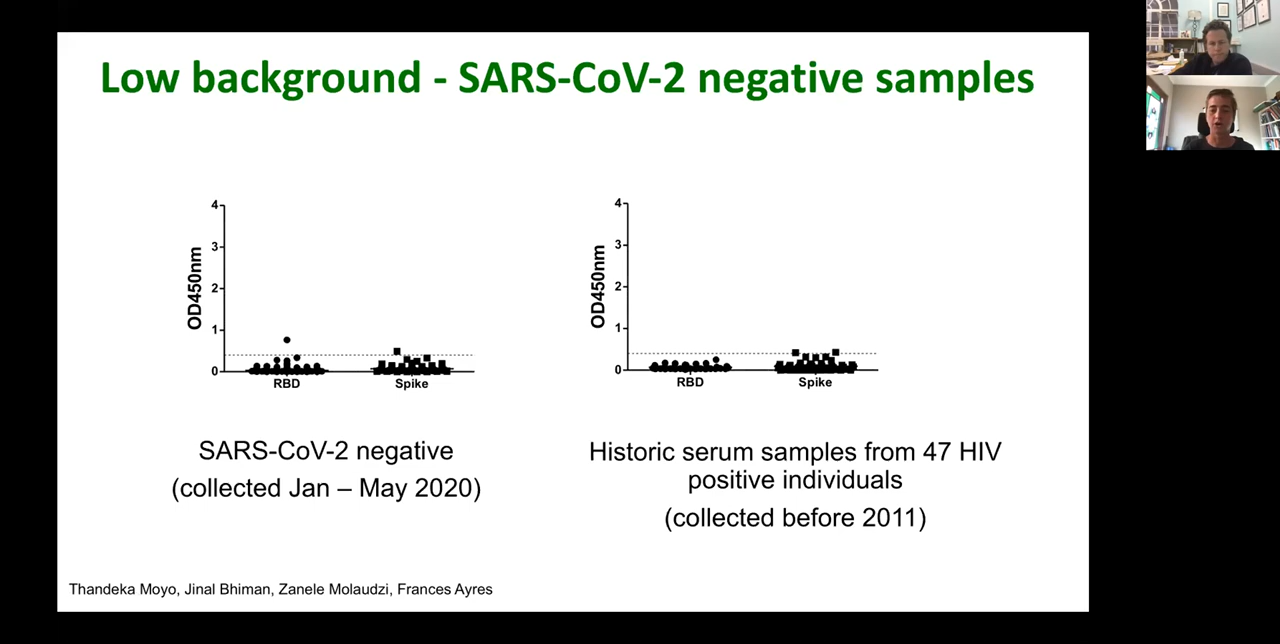 Low background - SARS-CoV-2 negative samples
4
3
2
1
0
OD450nm
RBD Spike
4
3
2
1
0
OD450nm
RBD Spike
SARS-CoV-2 negative
(collected Jan – May 2020)
Historic serum samples from 47 HIV
positive individuals
(collected before 2011)
Thandeka Moyo, Jinal Bhiman, Zanele Molaudzi, Frances Ayres